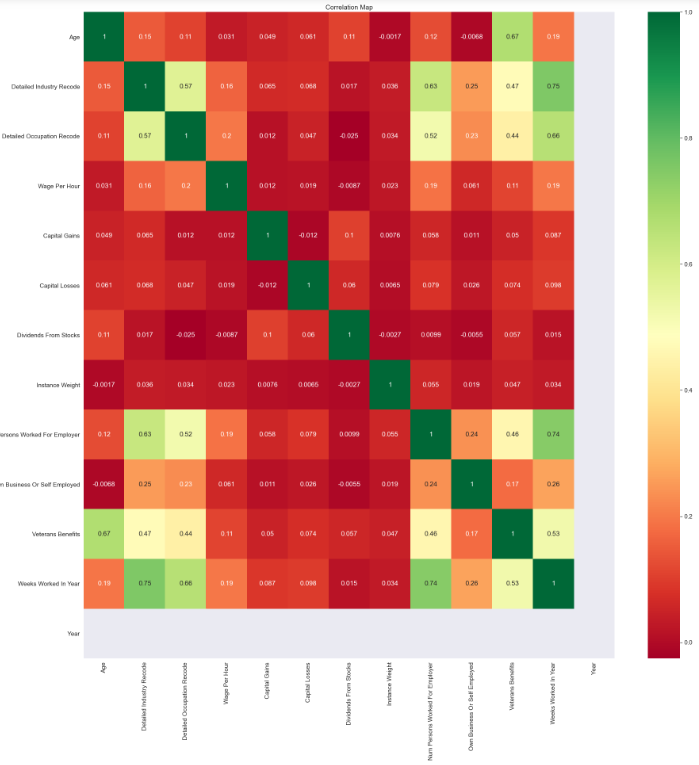 Correlation Map
Age 1 0.15 0.11 0.031 0.049 0.061 0.11 -0.0017 0.12 -0.0068 0.67 0.19
Detailed Industry Recode 0.15 1 0.57 0.16 0.065 0.068 0.017 0.036 0.63 0.25 0.47 0.75
Detailed Occupation Recode 0.11 0.57 1 0.2 0.012 0.047 -0.025 0.034 0.52 0.23 0.44 0.66
Wage Per Hour 0.031 0.16 0.2 1 0.012 0.019 -0.0087 0.023 0.19 0.061 0.11 0.19
Capital Gains 0.049 0.065 0.012 0.012 1 -0.012 0.1 0.0076 0.058 0.011 0.05 0.087
Capital Losses 0.061 0.068 0.047 0.019 -0.012 1 0.06 0.0065 0.079 0.026 0.074 0.098
Dividends From Stocks 0.11 0.017 -0.025 -0.0087 0.1 0.06 1 -0.0027 0.0099 -0.0055 0.057 0.015
Instance Weight -0.0017 0.036 0.034 0.023 0.0076 0.0065 -0.0027 1 0.055 0.019 0.047 0.034
ersons Worked For Employer 0.12 0.63 0.52 0.19 0.058 0.079 0.0099 0.055 1 0.24 0.46 0.74
n Business Or Self Employed -0.0068 0.25 0.23 0.061 0.011 0.026 -0.0055 0.019 0.24 1 0.17 0.26
Veterans Benefits 0.67 0.47 0.44 0.11 0.05 0.074 0.057 0.047 0.46 0.17 1 0.53
Weeks Worked In Year 0.19 0.75 0.66 0.19 0.087 0.098 0.015 0.034 0.74 0.26 0.53 1
Year
Age
Detailed Industry Recode
Detailed Occupation Recode
Wage Per Hour
Capital Gains
Capital Losses
Dividends From Stocks
Instance Weight
Num Persons Worked For Employer
Own Business Or Self Employed
Veterans Benefits
Weeks Worked In Year
Year
1.0
0.8
0.6
0.4
0.2
0.0